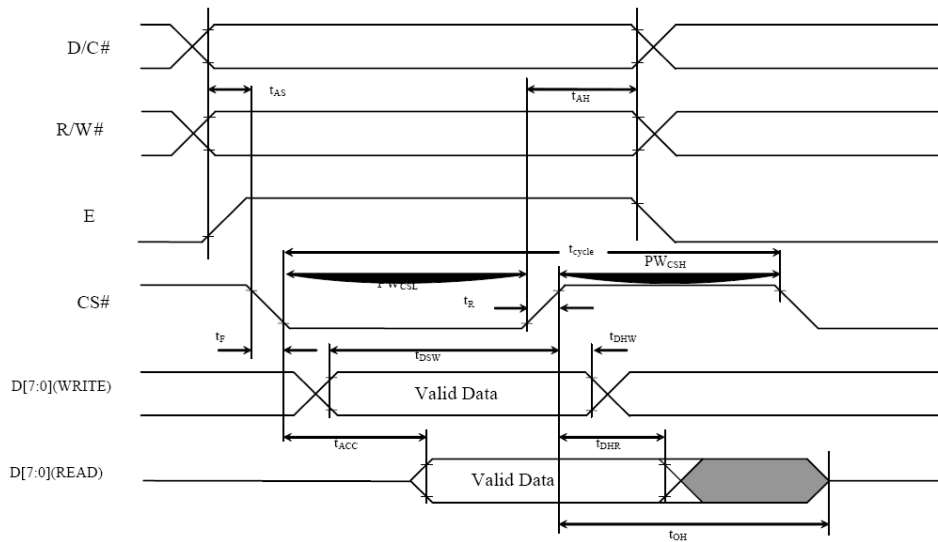 D/C#
tAS
tAH
R/W#
E
tcycle
PWCSH
PWCSL
CS#
tR
tF
tDSW
tDHW
D[7:0](WRITE)
Valid Data
tACC
tDHR
D[7:0](READ)
Valid Data
tOH